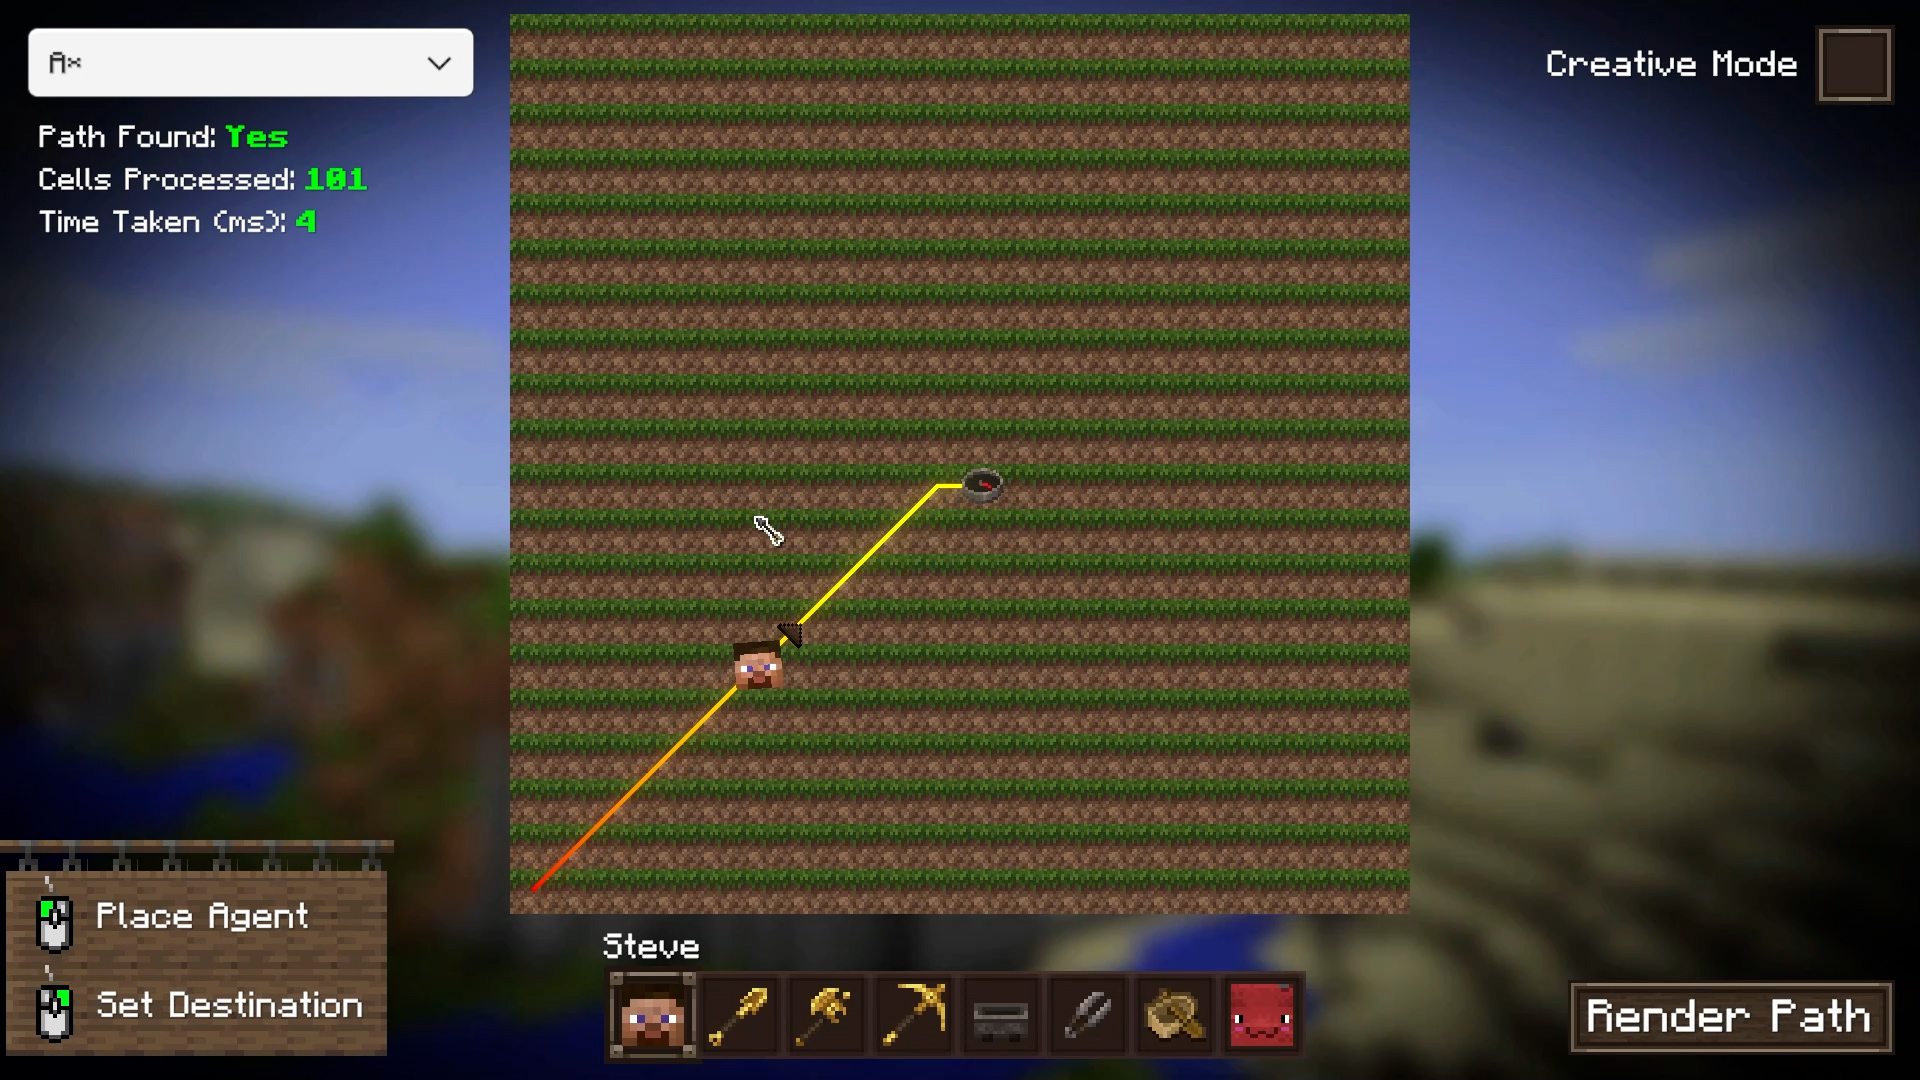 A*
Creative Mode
Path Found: Yes
Cells Processed: 101
Time Taken (ms): 4
Place Agent
Set Destination
Steve
Render Path